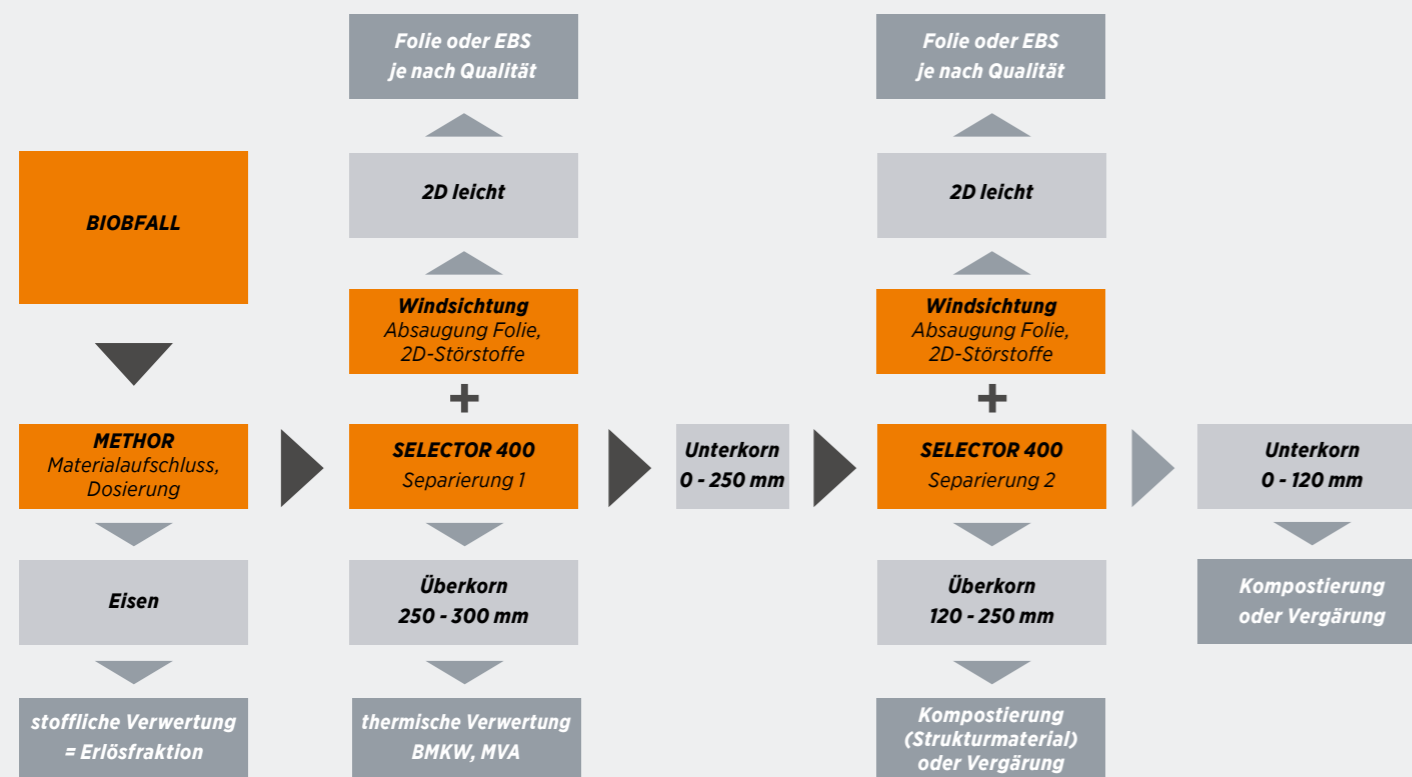 Folie oder EBS
je nach Qualität
Folie oder EBS
je nach Qualität
BIOBFALL
2D leicht
2D leicht
Windsichtung
Absaugung Folie,
2D-Störstoffe
Windsichtung
Absaugung Folie,
2D-Störstoffe
+
+
METHOR
Materialaufschluss,
Dosierung
SELECTOR 400
Separierung 1
Unterkorn
0 - 250 mm
SELECTOR 400
Separierung 2
Unterkorn
0 - 120 mm
Eisen
Überkorn
250 - 300 mm
Überkorn
120 - 250 mm
Kompostierung
oder Vergärung
stoffliche Verwertung
= Erlösfraktion
thermische Verwertung
BMKW, MVA
Kompostierung
(Strukturmaterial)
oder Vergärung